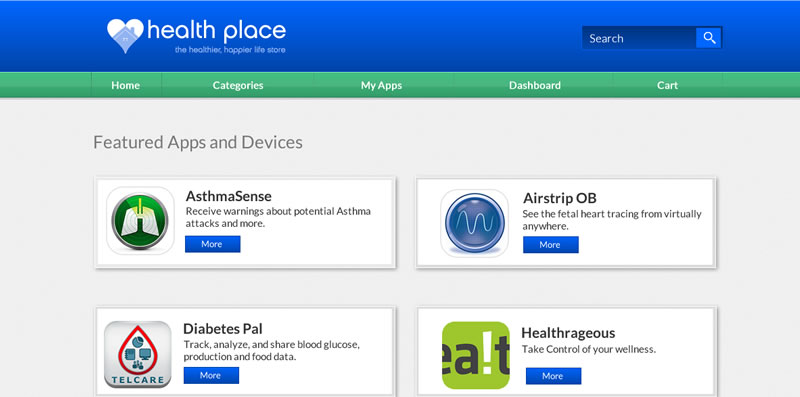 health place
the healthier, happier life store
Search
Home Categories My Apps Dashboard Cart
Featured Apps and Devices
AsthmaSense
Receive warnings about potential Asthma
attacks and more.
More
Airstrip OB
See the fetal heart tracing from virtually
anywhere.
More
Diabetes Pal
Track, analyze, and share blood glucose,
production and food data.
More
TELCARE
Healthrageous
Take Control of your wellness.
More
ea!t